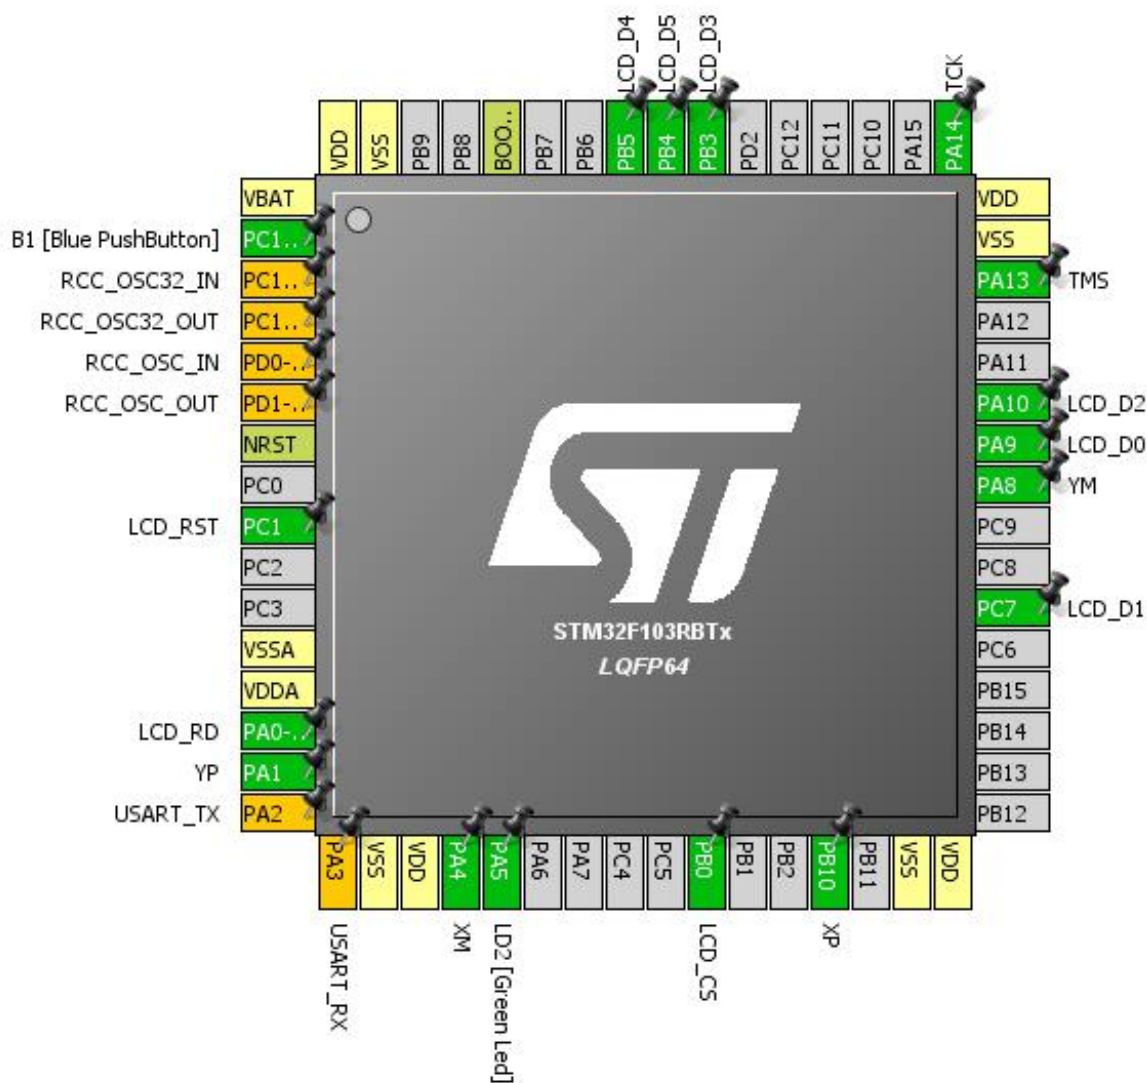 LCD_D4
LCD_D5
LCD_D3
TCK
VDD
VSS
PB9
PB8
BOO..
PB7
PB6
PB5
PB4
PB3
PD2
PC12
PC11
PC10
PA15
PA14
VBAT
B1 [Blue PushButton] PC1..
RCC_OSC32_IN PC1..
RCC_OSC32_OUT PC1..
RCC_OSC_IN PD0-..
RCC_OSC_OUT PD1-..
NRST
PC0
LCD_RST PC1
PC2
PC3
VSSA
VDDA
LCD_RD PA0-..
YP PA1
USART_TX PA2
STM32F103RBTx
LQFP64
VDD
VSS
PA13 TMS
PA12
PA11
PA10 LCD_D2
PA9 LCD_D0
PA8 YM
PC9
PC8
PC7 LCD_D1
PC6
PB15
PB14
PB13
PB12
PA3
VSS
VDD
PA4
PA5
PA6
PA7
PC4
PC5
PB0
PB1
PB2
PB10
PB11
VSS
VDD
USART_RX
XM
LD2 [Green Led]
LCD_CS
XP